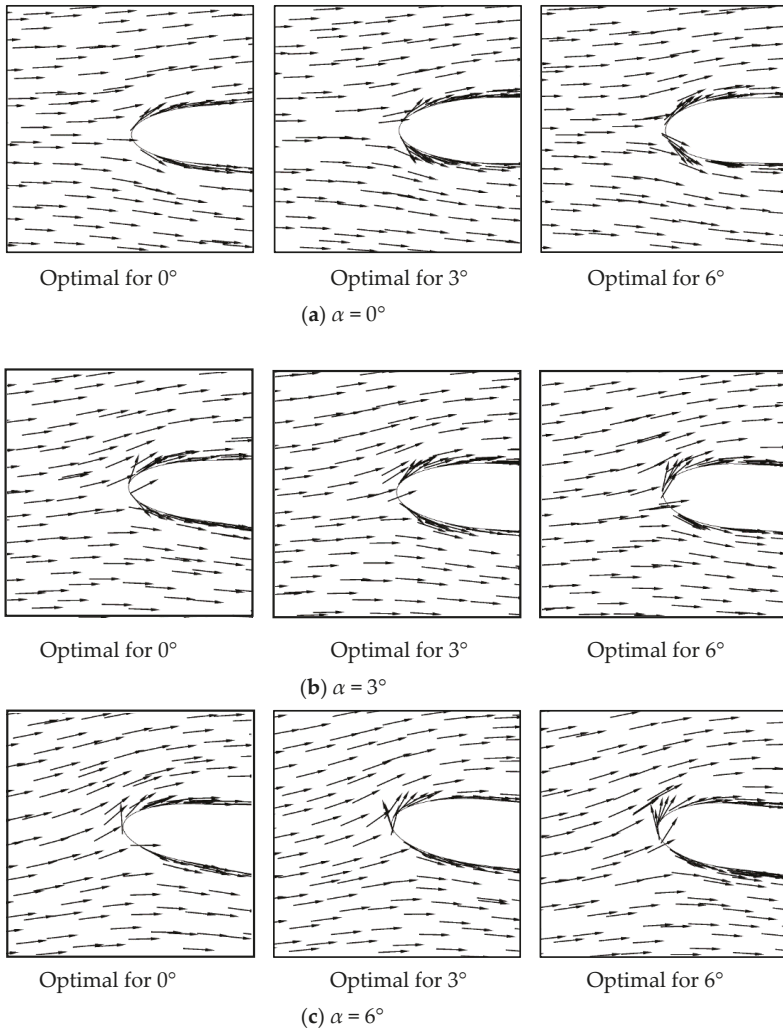 Optimal for 0° Optimal for 3° Optimal for 6°
(a) α = 0°
Optimal for 0° Optimal for 3° Optimal for 6°
(b) α = 3°
Optimal for 0° Optimal for 3° Optimal for 6°
(c) α = 6°